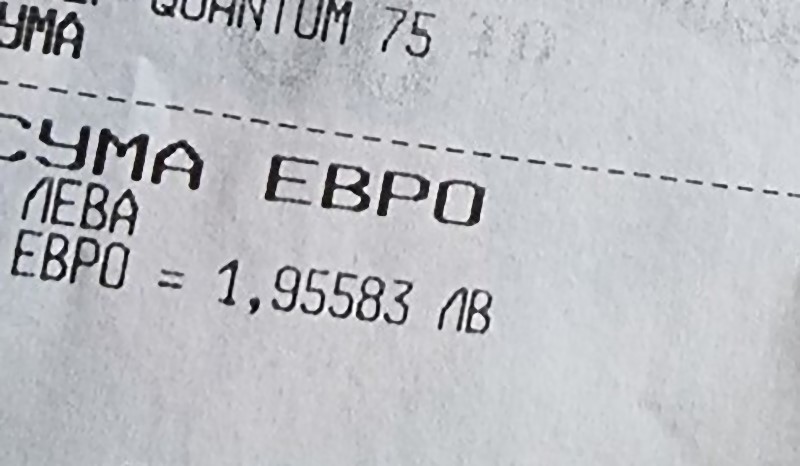 QUANTUM 75
УМА
СУМА ЕВРО
ЛЕВА
ЕВРО = 1,95583 ЛВ